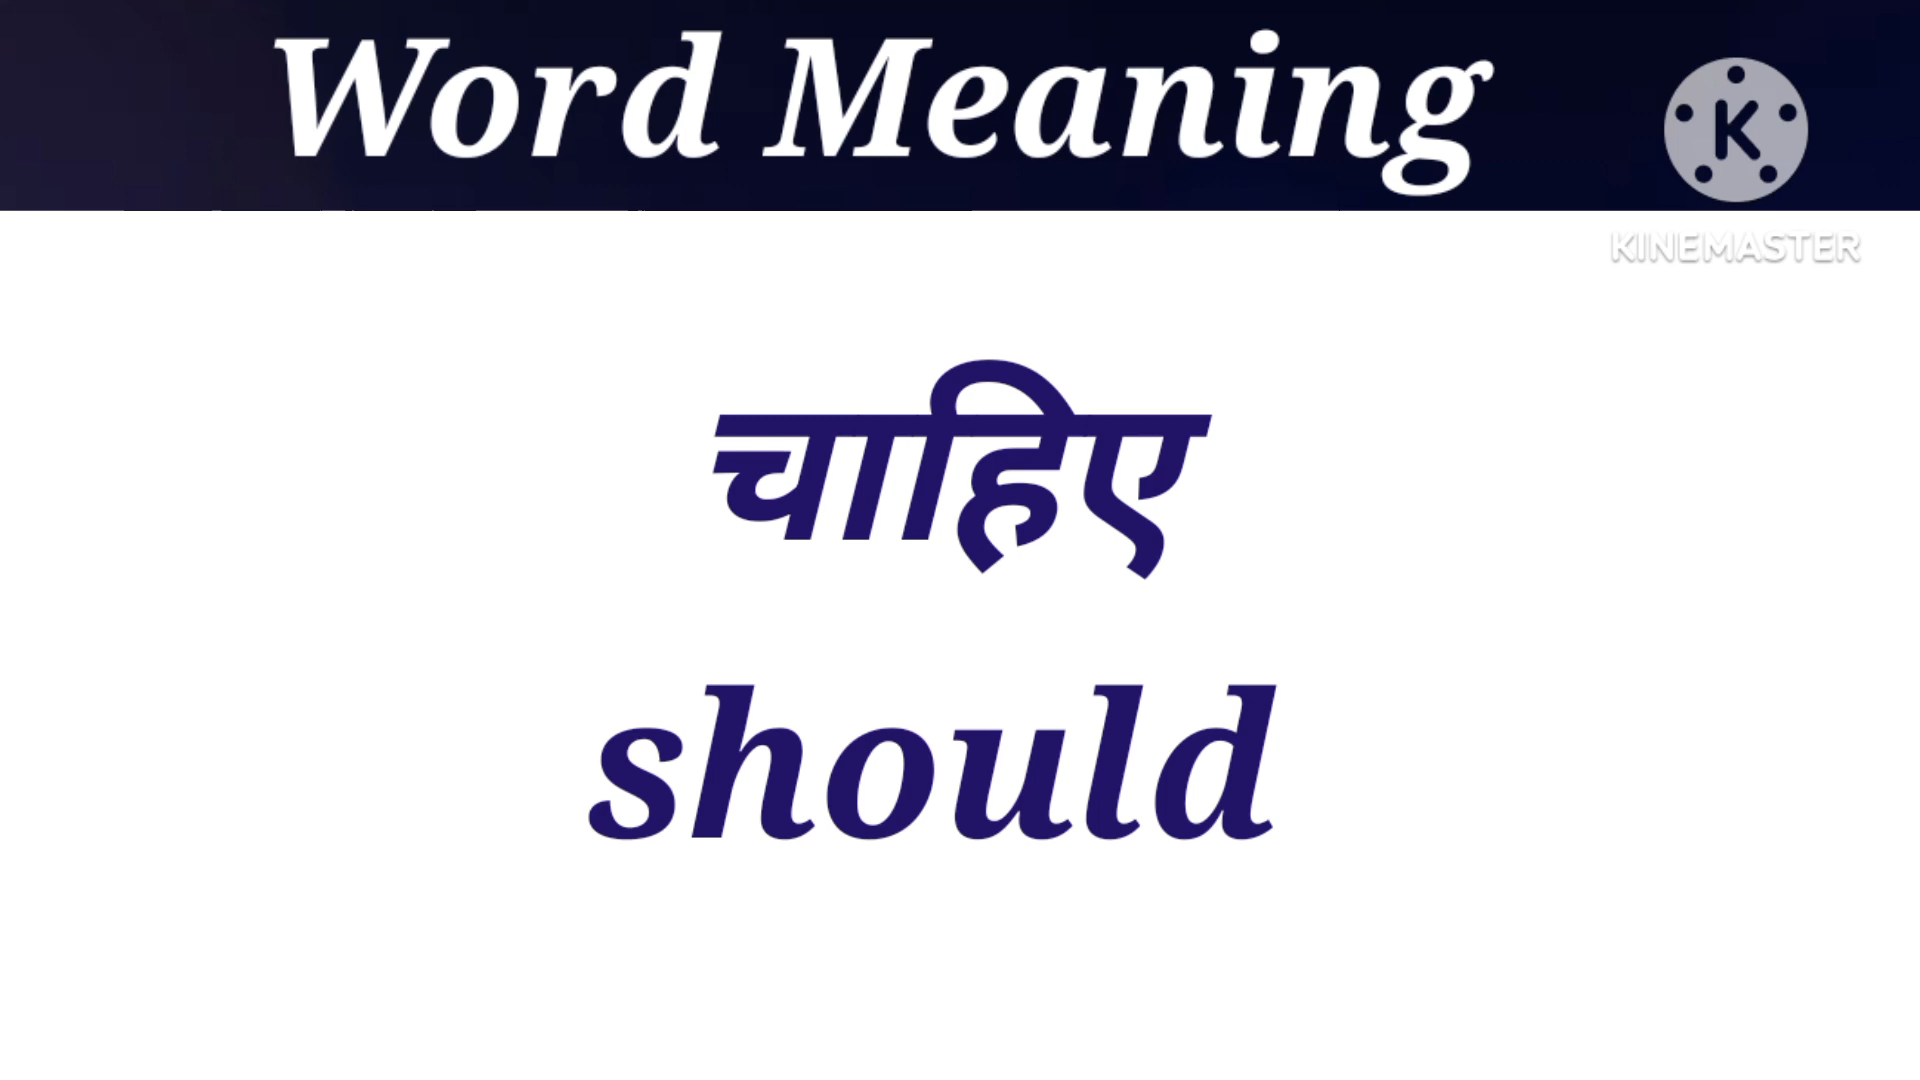 Word Meaning
K
KINEMASTER
चाहिए
should